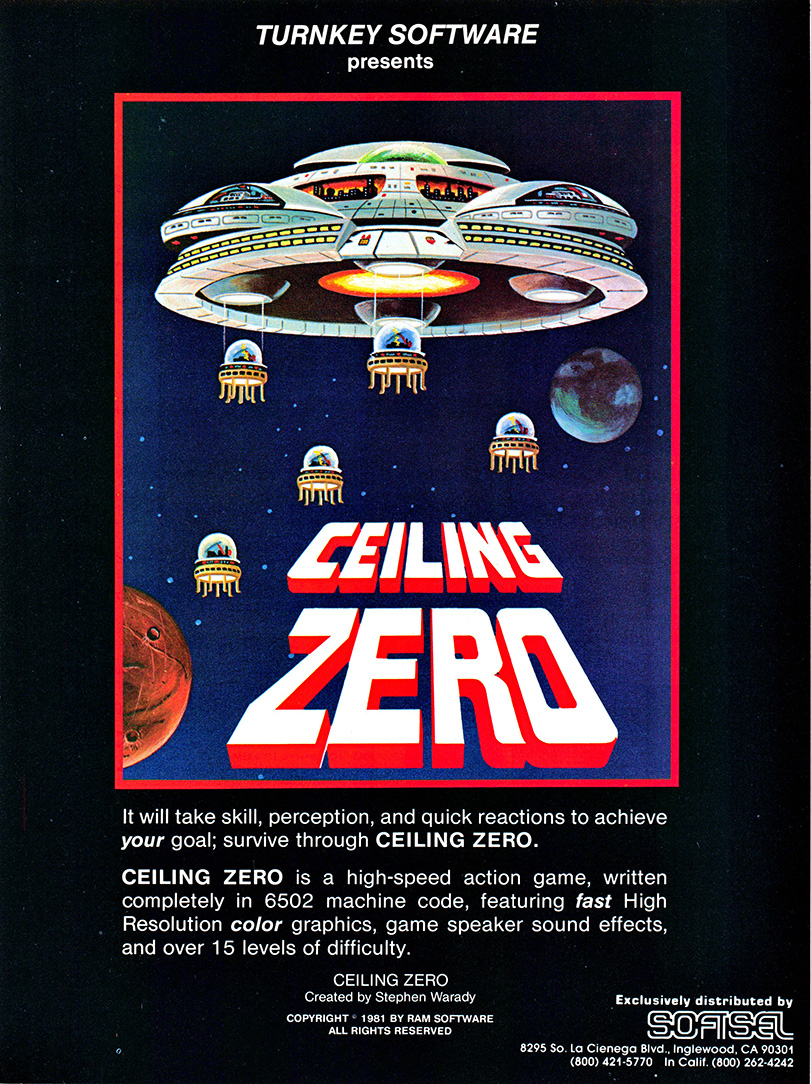 TURNKEY SOFTWARE
presents
CEILING
ZERO
It will take skill, perception, and quick reactions to achieve
your goal; survive through CEILING ZERO.
CEILING ZERO is a high-speed action game, written
completely in 6502 machine code, featuring fast High
Resolution color graphics, game speaker sound effects,
and over 15 levels of difficulty.
CEILING ZERO
Created by Stephen Warady
COPYRIGHT © 1981 BY RAM SOFTWARE
ALL RIGHTS RESERVED
Exclusively distributed by
SOFTSEL
8295 So. La Cienega Blvd., Inglewood, CA 90301
(800) 421-5770 In Calif. (800) 262-4242